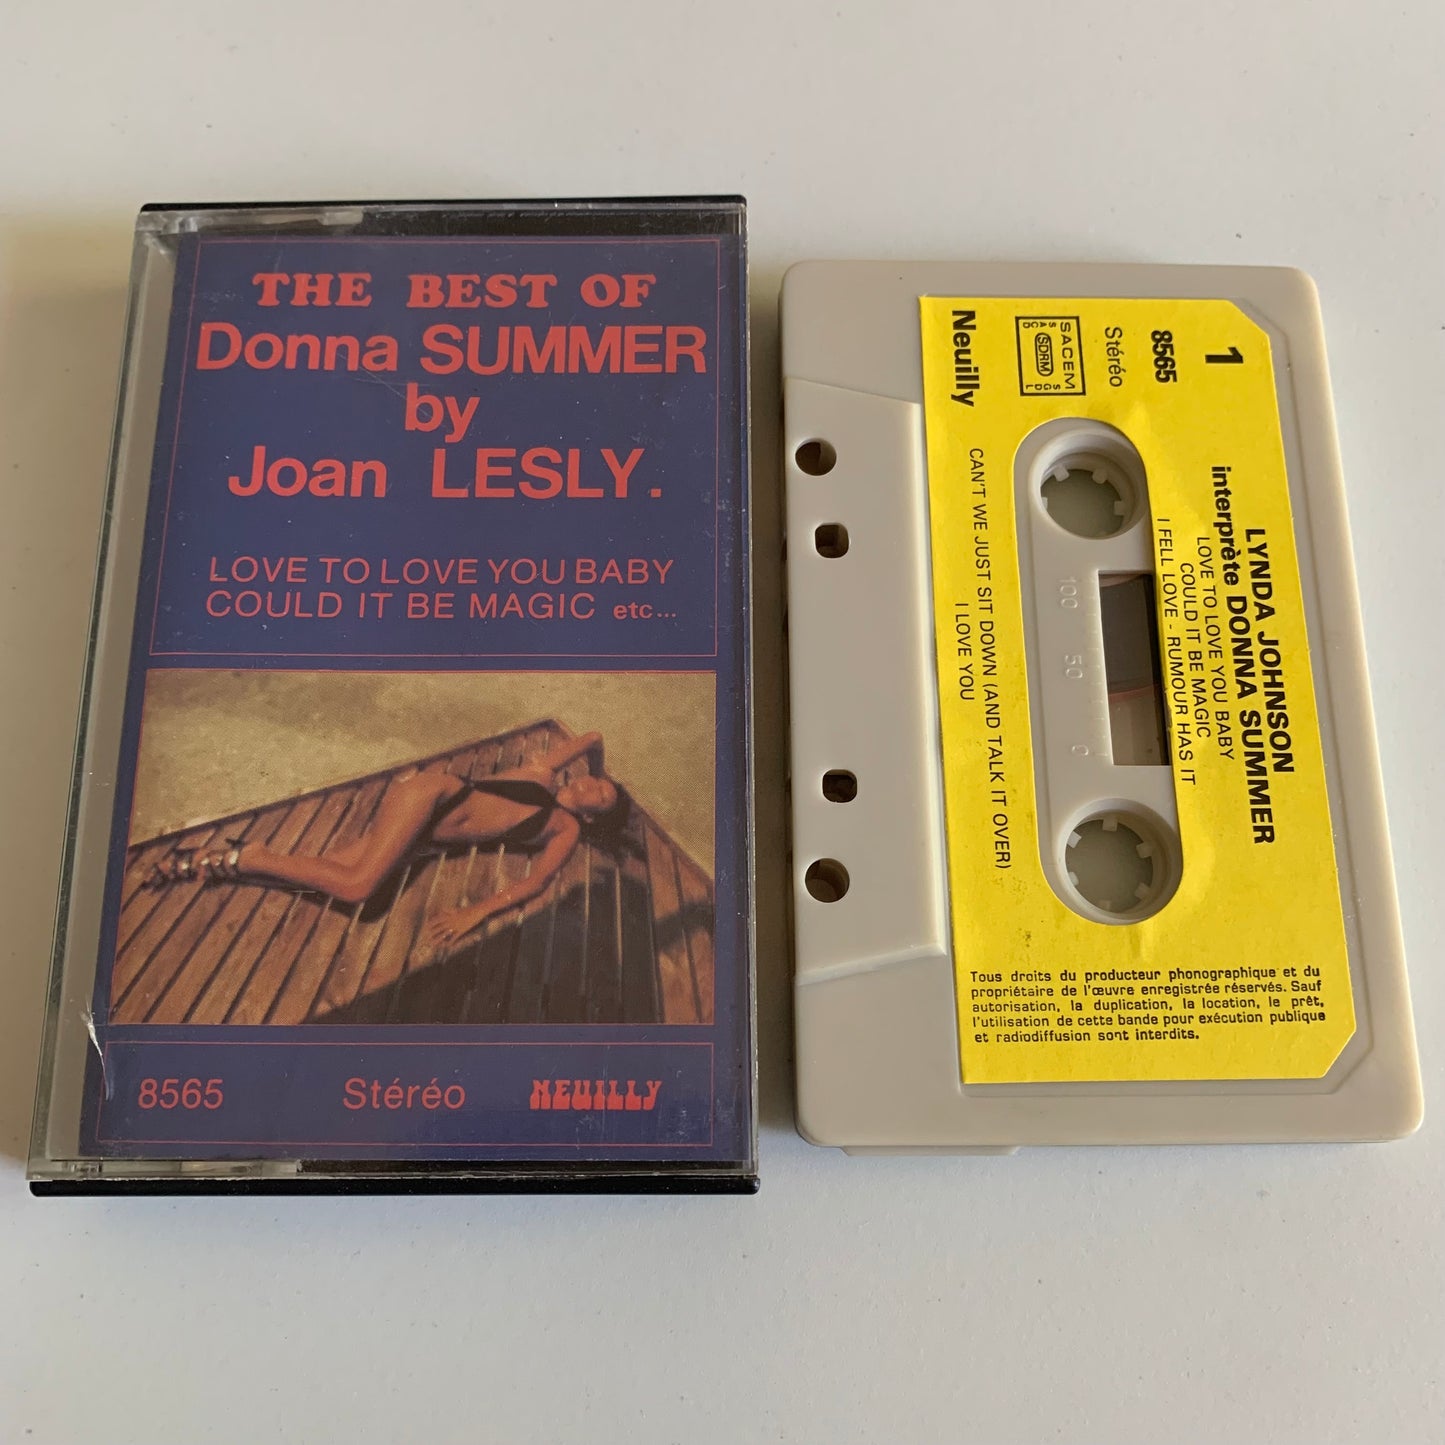 THE BEST OF
Donna SUMMER
by
Joan LESLY.
LOVE TO LOVE YOU BABY
COULD IT BE MAGIC etc...
8565 Stéréo NEUILLY
1
8565
Stéréo
SACEM
SACD
SDRM
SGDL
Neuilly
LYNDA JOHNSON
interprète DONNA SUMMER
LOVE TO LOVE YOU BABY
COULD IT BE MAGIC
I FELL LOVE - RUMOUR HAS IT
100 50 0
CAN'T WE JUST SIT DOWN (AND TALK IT OVER)
I LOVE YOU
Tous droits du producteur phonographique et du
propriétaire de l'œuvre enregistrée réservés. Sauf
autorisation, la duplication, la location, le prêt,
l'utilisation de cette bande pour exécution publique
et radiodiffusion sont interdits.